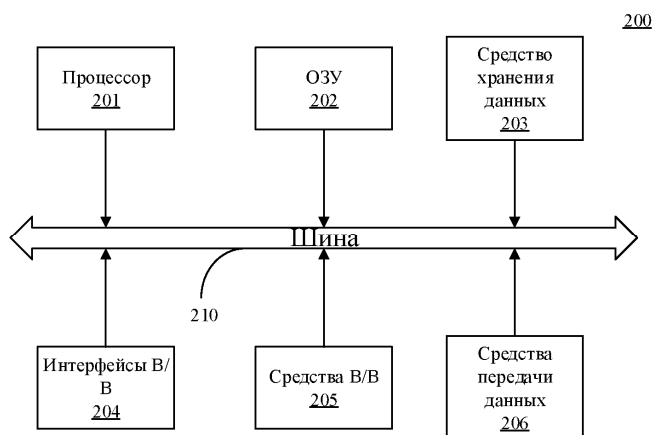 200
Процессор
201
ОЗУ
202
Средство
хранения
данных
203
Шина
210
Интерфейсы В/
В
204
Средства В/В
205
Средства
передачи
данных
206